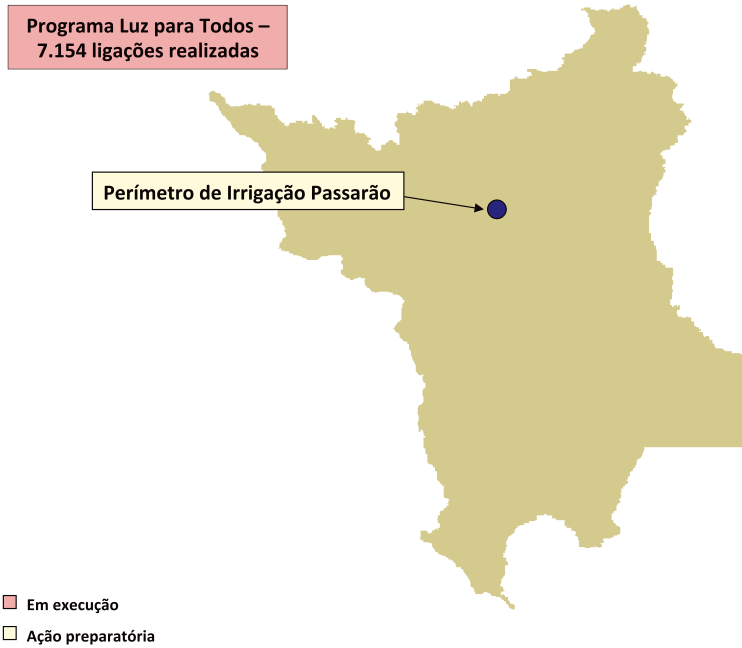 Programa Luz para Todos –
7.154 ligações realizadas
Perímetro de Irrigação Passarão
Em execução
Ação preparatória